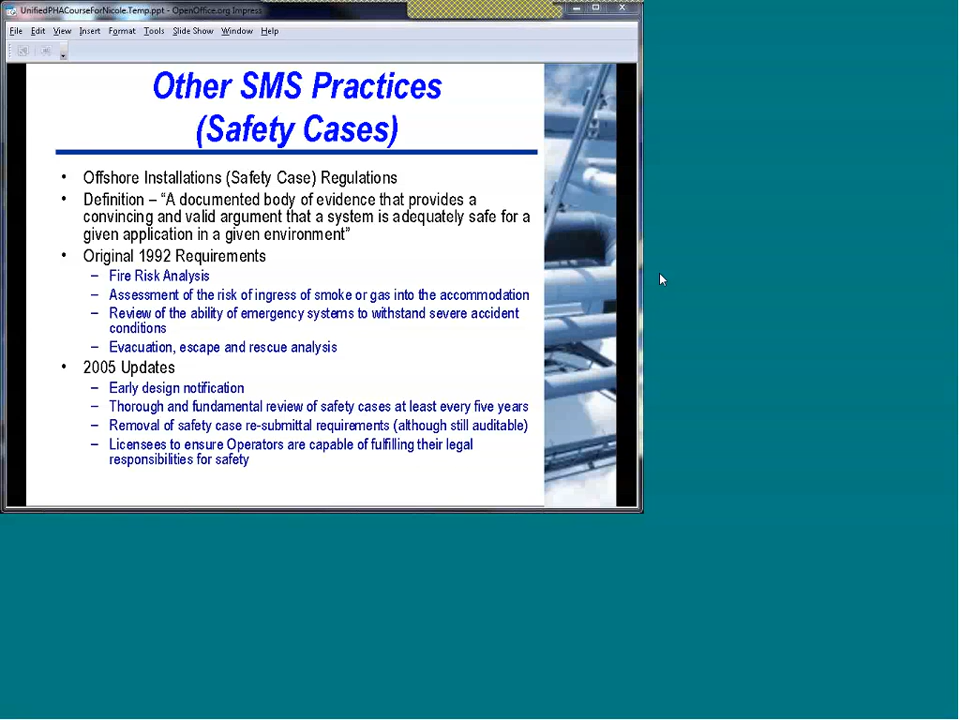 UnifiedPHACourseForNicole.Temp.ppt - OpenOffice.org Impress
File Edit View Insert Format Tools Slide Show Window Help
Other SMS Practices
(Safety Cases)
• Offshore Installations (Safety Case) Regulations
• Definition – “A documented body of evidence that provides a
convincing and valid argument that a system is adequately safe for a
given application in a given environment”
• Original 1992 Requirements
– Fire Risk Analysis
– Assessment of the risk of ingress of smoke or gas into the accommodation
– Review of the ability of emergency systems to withstand severe accident
conditions
– Evacuation, escape and rescue analysis
• 2005 Updates
– Early design notification
– Thorough and fundamental review of safety cases at least every five years
– Removal of safety case re-submittal requirements (although still auditable)
– Licensees to ensure Operators are capable of fulfilling their legal
responsibilities for safety